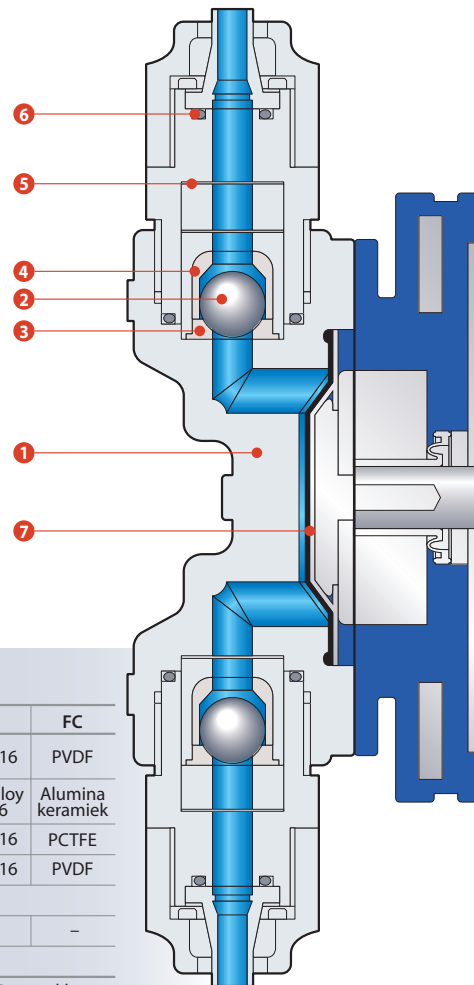 6
5
4
2
3
1
7
FC
16 PVDF
loy Alumina
6 keramiek
16 PCTFE
16 PVDF
–